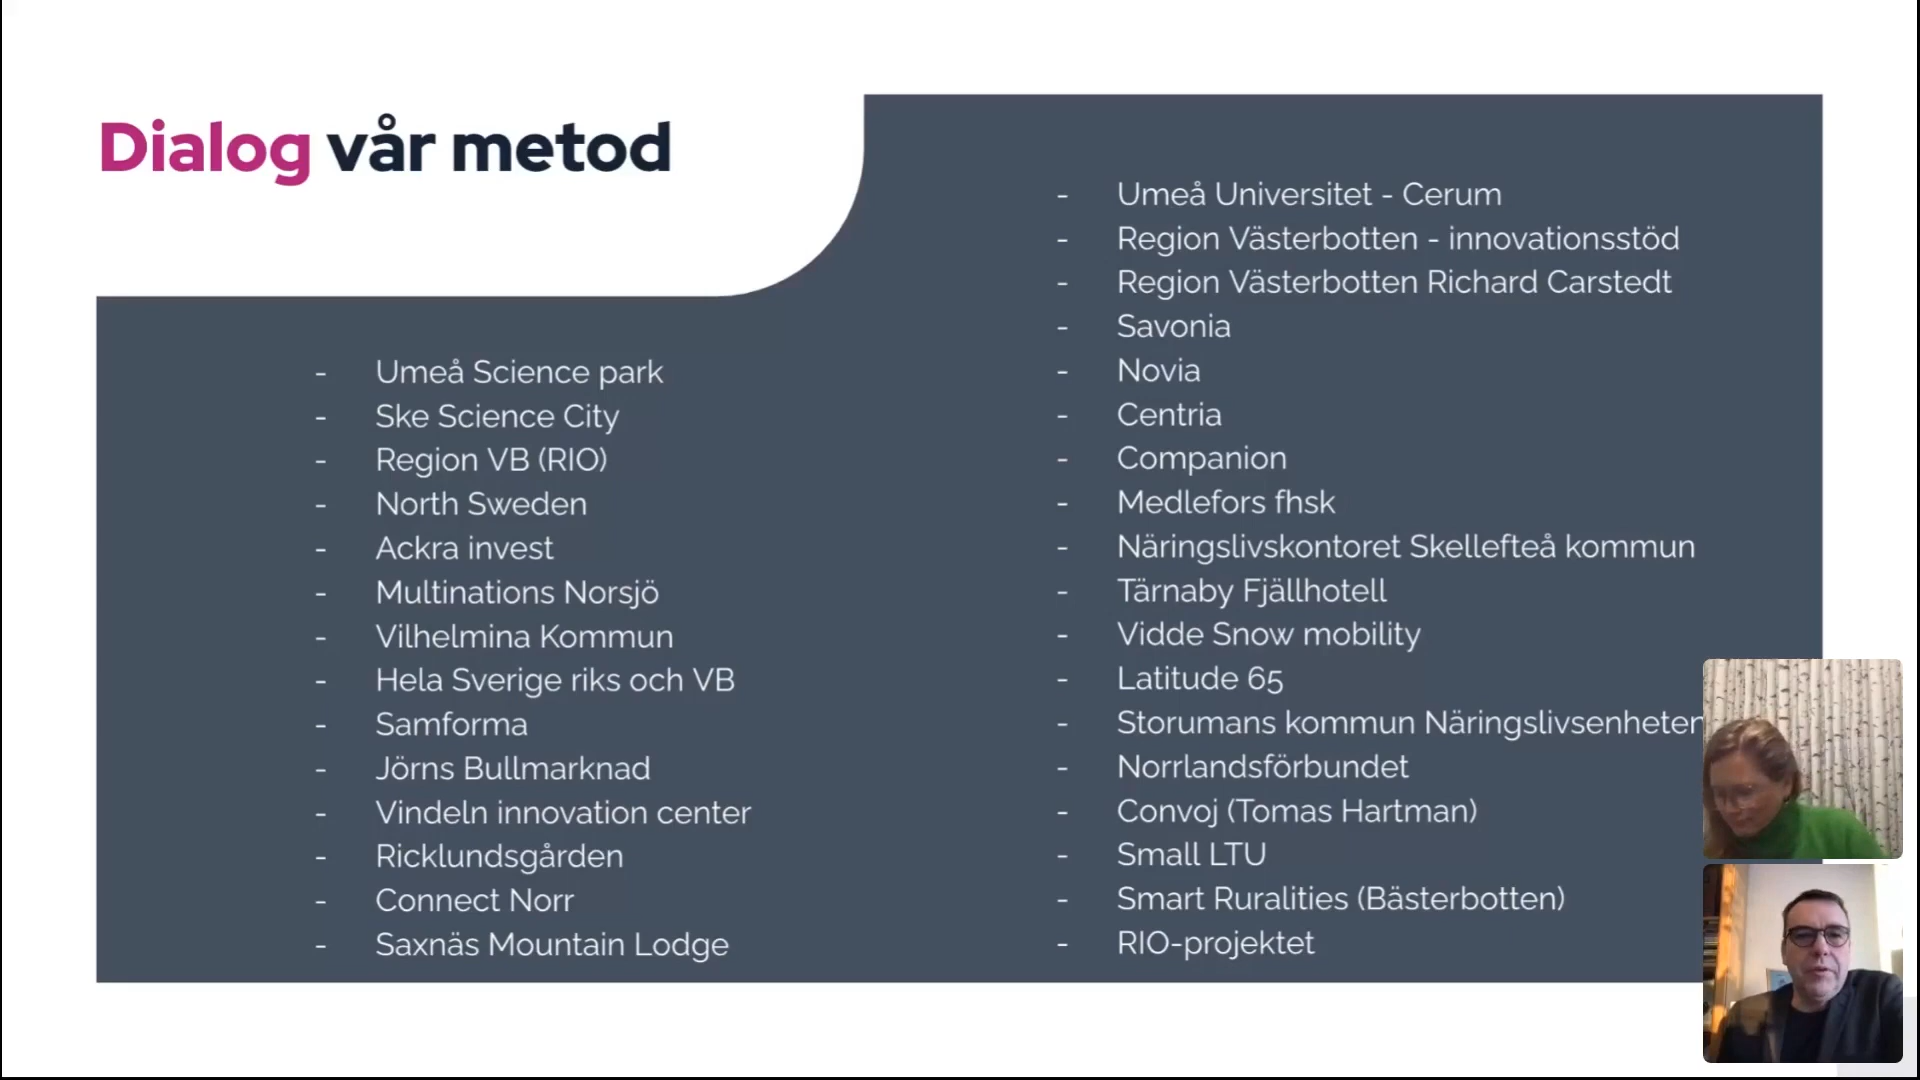 Dialog vår metod
- Umeå Science park
- Ske Science City
- Region VB (RIO)
- North Sweden
- Ackra invest
- Multinations Norsjö
- Vilhelmina Kommun
- Hela Sverige riks och VB
- Samforma
- Jörns Bullmarknad
- Vindeln innovation center
- Ricklundsgården
- Connect Norr
- Saxnäs Mountain Lodge
- Umeå Universitet - Cerum
- Region Västerbotten - innovationsstöd
- Region Västerbotten Richard Carstedt
- Savonia
- Novia
- Centria
- Companion
- Medlefors fhsk
- Näringslivskontoret Skellefteå kommun
- Tärnaby Fjällhotell
- Vidde Snow mobility
- Latitude 65
- Storumans kommun Näringslivsenheten
- Norrlandsförbundet
- Convoj (Tomas Hartman)
- Small LTU
- Smart Ruralities (Bästerbotten)
- RIO-projektet